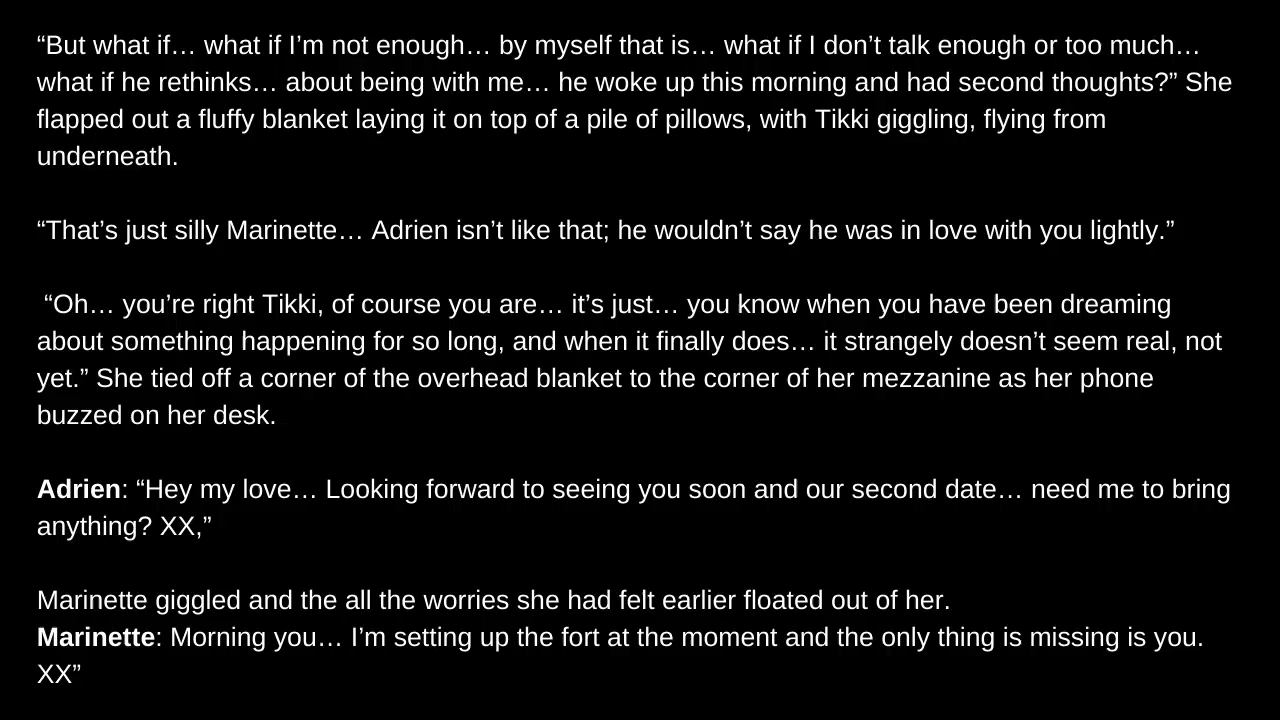 “But what if… what if I’m not enough… by myself that is… what if I don’t talk enough or too much…
what if he rethinks… about being with me… he woke up this morning and had second thoughts?” She
flapped out a fluffy blanket laying it on top of a pile of pillows, with Tikki giggling, flying from
underneath.
“That’s just silly Marinette… Adrien isn’t like that; he wouldn’t say he was in love with you lightly.”
“Oh… you’re right Tikki, of course you are… it’s just… you know when you have been dreaming
about something happening for so long, and when it finally does… it strangely doesn’t seem real, not
yet.” She tied off a corner of the overhead blanket to the corner of her mezzanine as her phone
buzzed on her desk.
Adrien: “Hey my love… Looking forward to seeing you soon and our second date… need me to bring
anything? XX,”
Marinette giggled and the all the worries she had felt earlier floated out of her.
Marinette: Morning you… I’m setting up the fort at the moment and the only thing is missing is you.
XX”